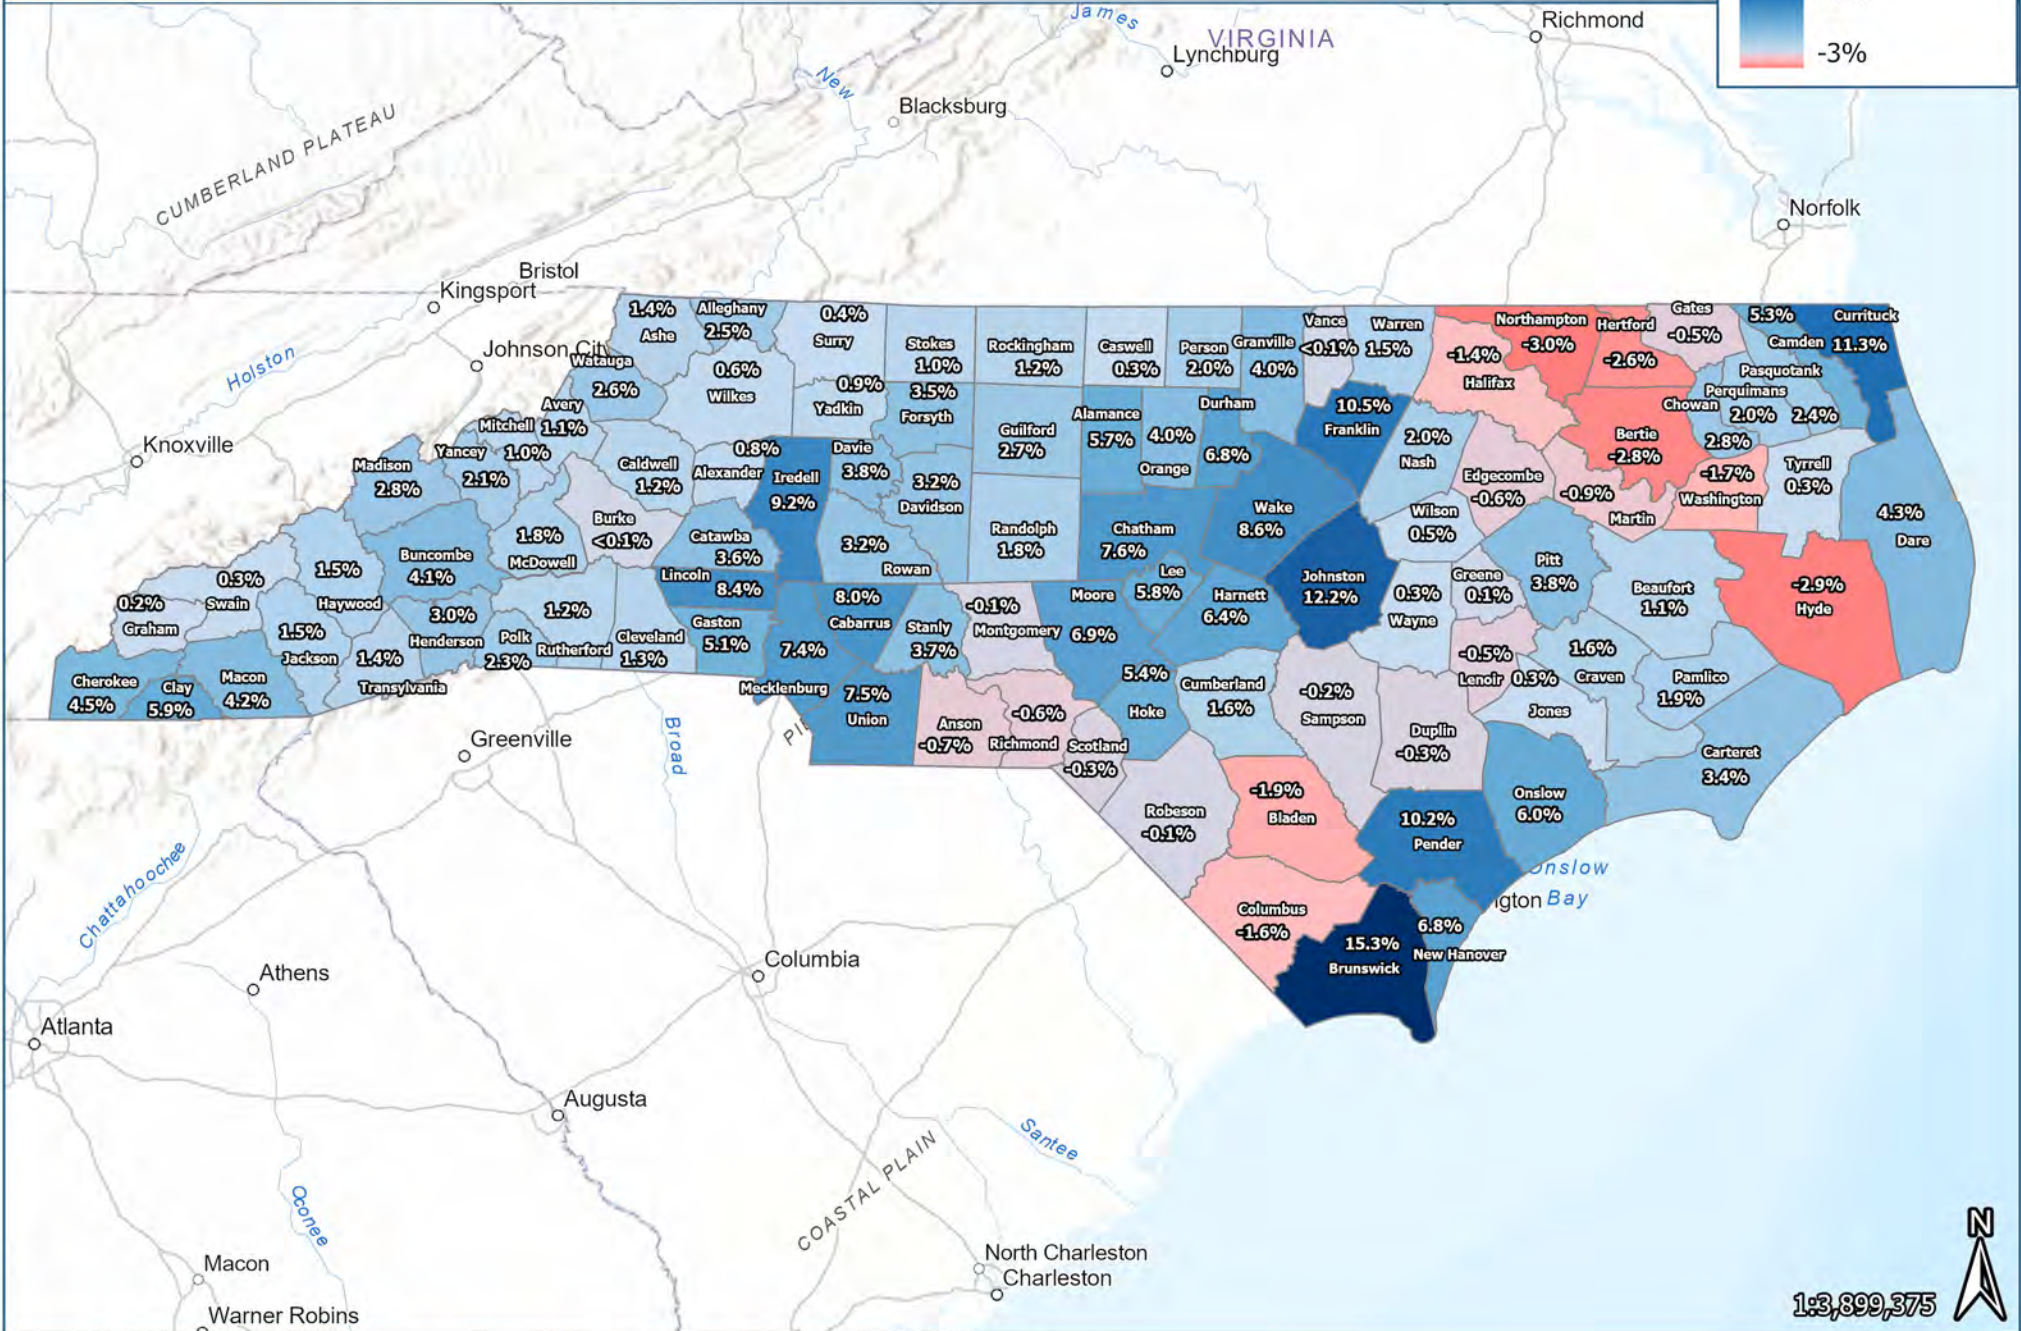 James
VIRGINIA
Richmond
-3%
Lynchburg
New
Blacksburg
CUMBERLAND PLATEAU
Norfolk
Bristol
Kingsport
Johnson City
Holston
Knoxville
1.4%
Ashe
Alleghany
2.5%
0.4%
Surry
Stokes
1.0%
Rockingham
1.2%
Caswell
0.3%
Person
2.0%
Granville
4.0%
Vance
<0.1%
Warren
1.5%
Northampton
-3.0%
Hertford
-2.6%
Gates
-0.5%
5.3%
Camden
Currituck
11.3%
-1.4%
Halifax
Pasquotank
2.4%
Perquimans
2.0%
Chowan
2.8%
Watauga
2.6%
0.6%
Wilkes
0.9%
Yadkin
3.5%
Forsyth
Guilford
2.7%
Alamance
5.7%
4.0%
Orange
Durham
6.8%
10.5%
Franklin
2.0%
Nash
Edgecombe
-0.6%
Bertie
-2.8%
-0.9%
Martin
-1.7%
Washington
Tyrrell
0.3%
4.3%
Dare
Avery
1.1%
Mitchell
1.0%
Yancey
2.1%
Madison
2.8%
Caldwell
1.2%
0.8%
Alexander
Iredell
9.2%
Davie
3.8%
3.2%
Davidson
Randolph
1.8%
Chatham
7.6%
Wake
8.6%
Wilson
0.5%
Burke
<0.1%
1.8%
McDowell
Buncombe
4.1%
1.5%
Haywood
0.3%
Swain
0.2%
Graham
Catawba
3.6%
Lincoln
8.4%
3.2%
Rowan
Lee
5.8%
Harnett
6.4%
Johnston
12.2%
0.3%
Wayne
Greene
0.1%
Pitt
3.8%
Beaufort
1.1%
-2.9%
Hyde
1.5%
Jackson
3.0%
Henderson
Polk
2.3%
1.2%
Rutherford
Cleveland
1.3%
Gaston
5.1%
7.4%
Mecklenburg
8.0%
Cabarrus
Stanly
3.7%
-0.1%
Montgomery
Moore
6.9%
-0.5%
Lenoir
0.3%
Jones
1.6%
Craven
Pamlico
1.9%
Cherokee
4.5%
Clay
5.9%
Macon
4.2%
1.4%
Transylvania
7.5%
Union
Anson
-0.7%
-0.6%
Richmond
Scotland
-0.3%
5.4%
Hoke
Cumberland
1.6%
-0.2%
Sampson
Duplin
-0.3%
Onslow
6.0%
Carteret
3.4%
Greenville
Broad
Robeson
-0.1%
-1.9%
Bladen
10.2%
Pender
Onslow
Bay
Columbus
-1.6%
15.3%
Brunswick
6.8%
New Hanover
Chattahoochee
Athens
Columbia
Atlanta
Augusta
COASTAL PLAIN
Santee
Oconee
Macon
North Charleston
Charleston
Warner Robins
N
1:3,899,375